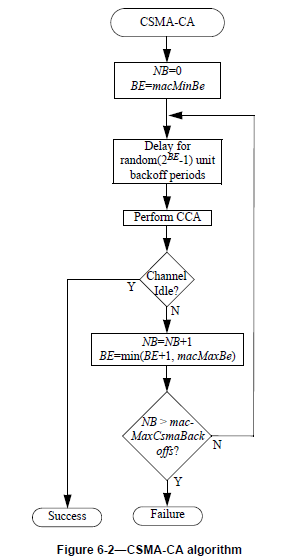 CSMA-CA
NB=0
BE=macMinBe
Delay for
random(2^BE-1) unit
backoff periods
Perform CCA
Channel
Idle?
Y
N
NB=NB+1
BE=min(BE+1, macMaxBe)
NB > mac-
MaxCsmaBack
offs?
N
Y
Success
Failure
Figure 6-2—CSMA-CA algorithm